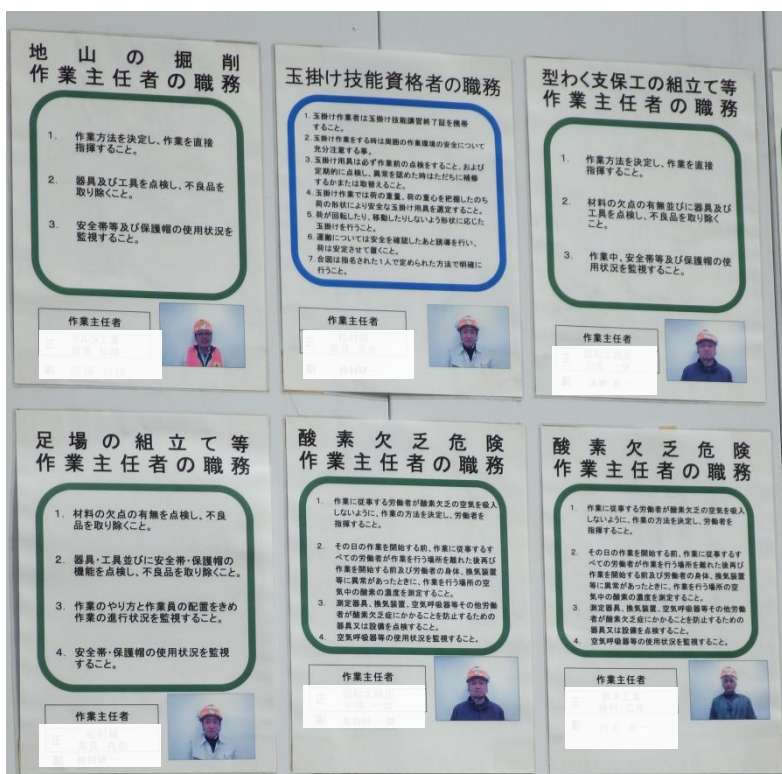 地山の掘削
作業主任者の職務
1. 作業方法を決定し、作業を直接
指揮すること。
2. 器具及び工具を点検し、不良品を
取り除くこと。
3. 安全帯等及び保護帽の使用状況を
監視すること。
作業主任者
玉掛け技能資格者の職務
1. 玉掛け作業者は玉掛け技能講習終了証を携帯
すること。
2. 玉掛け作業をする時は周囲の作業環境の安全について
充分注意する事。
3. 玉掛け用具は必ず作業前の点検をすること、および
定期的に点検し、異常を認めた時はただちに補修
するかまたは取替えること。
4. 玉掛け作業では荷の重量、荷の重心を把握したのち
荷の形状により安全な玉掛け用具を選定すること。
5. 荷が回転したり、移動したりしないよう形状に応じた
玉掛けを行うこと。
6. 運搬については安全を確認したあと誘導を行い、
荷は安定させて置くこと。
7. 合図は指名された1人で定められた方法で明確に
行うこと。
作業主任者
型わく支保工の組立て等
作業主任者の職務
1. 作業方法を決定し、作業を直接
指揮すること。
2. 材料の欠点の有無並びに器具及び
工具を点検し、不良品を取り除く
こと。
3. 作業中、安全帯等及び保護帽の使
用状況を監視すること。
作業主任者
足場の組立て等
作業主任者の職務
1. 材料の欠点の有無を点検し、不良
品を取り除くこと。
2. 器具・工具並びに安全帯・保護帽の
機能を点検し、不良品を取り除くこと。
3. 作業のやり方と作業員の配置をきめ
作業の進行状況を監視すること。
4. 安全帯・保護帽の使用状況を監視
すること。
作業主任者
酸素欠乏危険
作業主任者の職務
1. 作業に従事する労働者が酸素欠乏の空気を吸入
しないように、作業の方法を決定し、労働者を
指揮すること。
2. その日の作業を開始する前、作業に従事するす
べての労働者が作業を行う場所を離れた後再び
作業を開始する前及び労働者の身体、換気装置
等に異常があったときに、作業を行う場所の空
気中の酸素の濃度を測定すること。
3. 測定器具、換気装置、空気呼吸器等その他労働
者が酸素欠乏症にかかることを防止するための
器具又は設備を点検すること。
4. 空気呼吸器等の使用状況を監視すること。
作業主任者
酸素欠乏危険
作業主任者の職務
1. 作業に従事する労働者が酸素欠乏の空気を吸入
しないように、作業の方法を決定し、労働者を
指揮すること。
2. その日の作業を開始する前、作業に従事するす
べての労働者が作業を行う場所を離れた後再び
作業を開始する前及び労働者の身体、換気装置
等に異常があったときに、作業を行う場所の空
気中の酸素の濃度を測定すること。
3. 測定器具、換気装置、空気呼吸器等その他労働
者が酸素欠乏症にかかることを防止するための
器具又は設備を点検すること。
4. 空気呼吸器等の使用状況を監視すること。
作業主任者